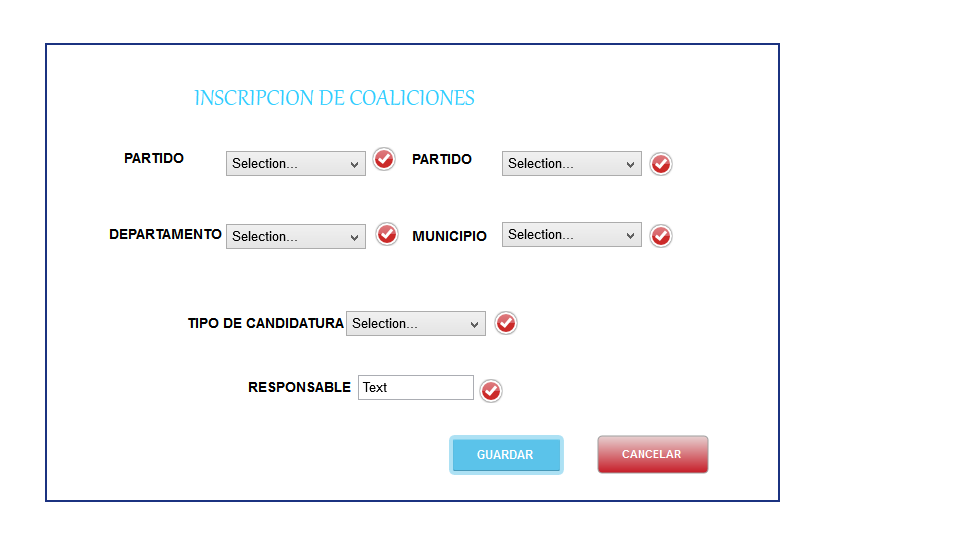 INSCRIPCION DE COALICIONES
PARTIDO Selection... PARTIDO Selection...
DEPARTAMENTO Selection... MUNICIPIO Selection...
TIPO DE CANDIDATURA Selection...
RESPONSABLE Text
GUARDAR CANCELAR